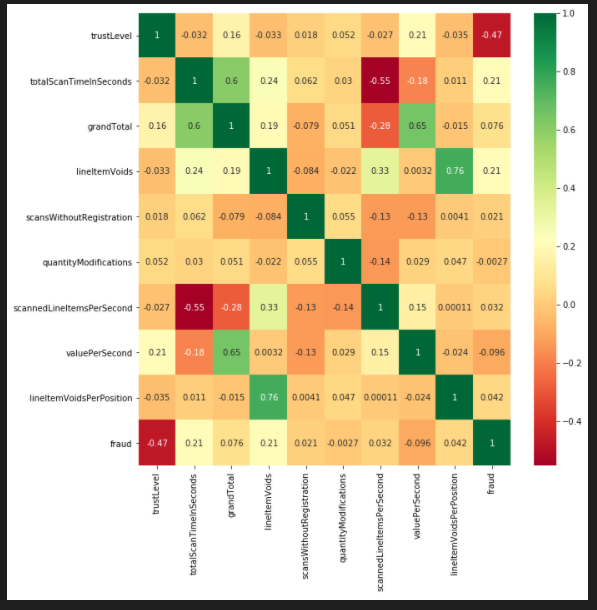 trustLevel 1 -0.032 0.16 -0.033 0.018 0.052 -0.027 0.21 -0.035 -0.47
totalScanTimeInSeconds -0.032 1 0.6 0.24 0.062 0.03 -0.55 -0.18 0.011 0.21
grandTotal 0.16 0.6 1 0.19 -0.079 0.051 -0.28 0.65 -0.015 0.076
lineItemVoids -0.033 0.24 0.19 1 -0.084 -0.022 0.33 0.0032 0.76 0.21
scansWithoutRegistration 0.018 0.062 -0.079 -0.084 1 0.055 -0.13 -0.13 0.0041 0.021
quantityModifications 0.052 0.03 0.051 -0.022 0.055 1 -0.14 0.029 0.047 -0.0027
scannedLineItemsPerSecond -0.027 -0.55 -0.28 0.33 -0.13 -0.14 1 0.15 0.00011 0.032
valuePerSecond 0.21 -0.18 0.65 0.0032 -0.13 0.029 0.15 1 -0.024 -0.096
lineItemVoidsPerPosition -0.035 0.011 -0.015 0.76 0.0041 0.047 0.00011 -0.024 1 0.042
fraud -0.47 0.21 0.076 0.21 0.021 -0.0027 0.032 -0.096 0.042 1
trustLevel
totalScanTimeInSeconds
grandTotal
lineItemVoids
scansWithoutRegistration
quantityModifications
scannedLineItemsPerSecond
valuePerSecond
lineItemVoidsPerPosition
fraud
1.0
0.8
0.6
0.4
0.2
0.0
−0.2
−0.4